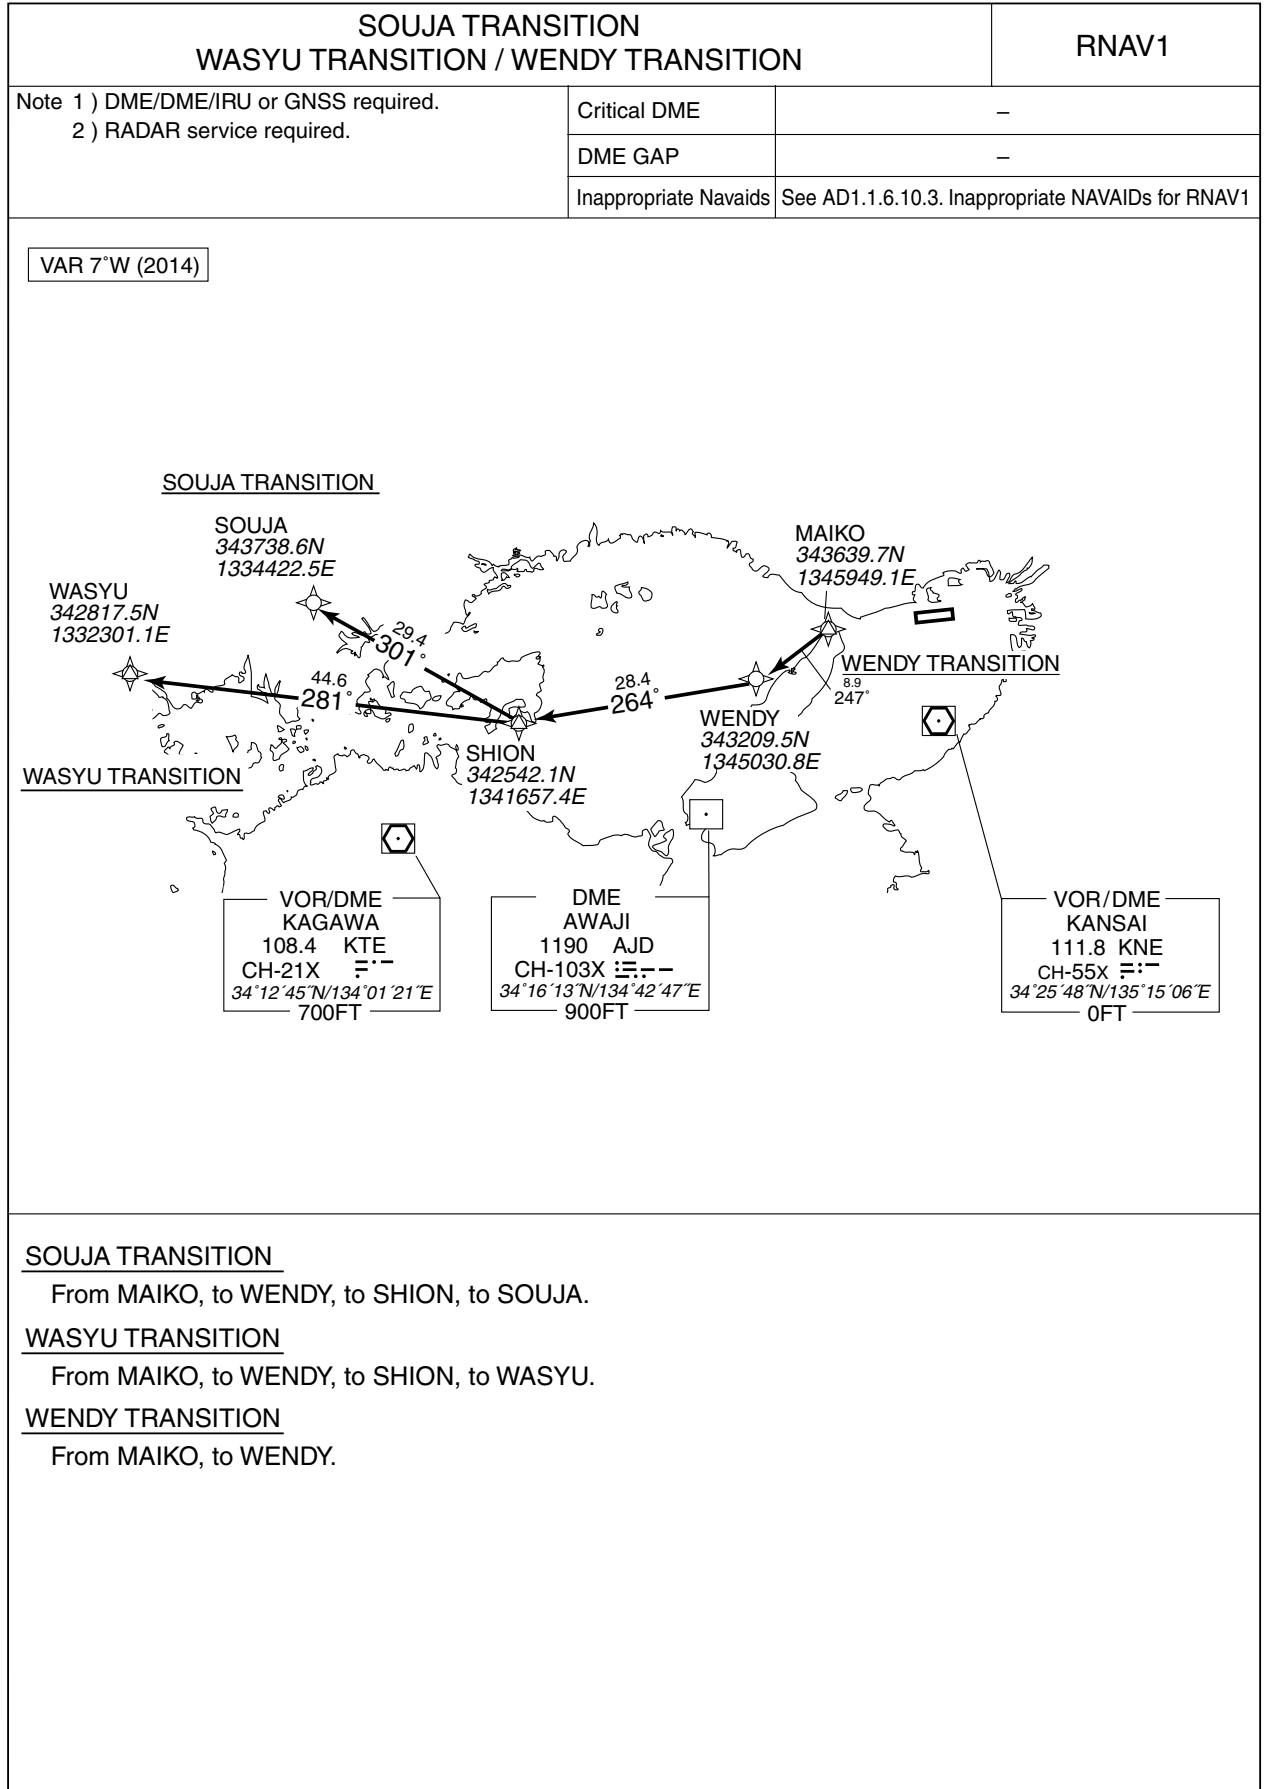 SOUJA TRANSITION
WASYU TRANSITION / WENDY TRANSITION
RNAV1
Note 1 ) DME/DME/IRU or GNSS required.
2 ) RADAR service required.
Critical DME
–
DME GAP
–
Inappropriate Navaids
See AD1.1.6.10.3. Inappropriate NAVAIDs for RNAV1
VAR 7˚W (2014)
SOUJA TRANSITION
SOUJA
343738.6N
1334422.5E
MAIKO
343639.7N
1345949.1E
WASYU
342817.5N
1332301.1E
29.4
301˚
WENDY TRANSITION
44.6
281˚
28.4
264˚
8.9
247˚
WENDY
343209.5N
1345030.8E
SHION
342542.1N
1341657.4E
WASYU TRANSITION
VOR/DME
KAGAWA
108.4 KTE
CH-21X
34˚12´45˝N/134˚01´21˝E
700FT
DME
AWAJI
1190 AJD
CH-103X
34˚16´13˝N/134˚42´47˝E
900FT
VOR/DME
KANSAI
111.8 KNE
CH-55X
34˚25´48˝N/135˚15´06˝E
0FT
SOUJA TRANSITION
From MAIKO, to WENDY, to SHION, to SOUJA.
WASYU TRANSITION
From MAIKO, to WENDY, to SHION, to WASYU.
WENDY TRANSITION
From MAIKO, to WENDY.